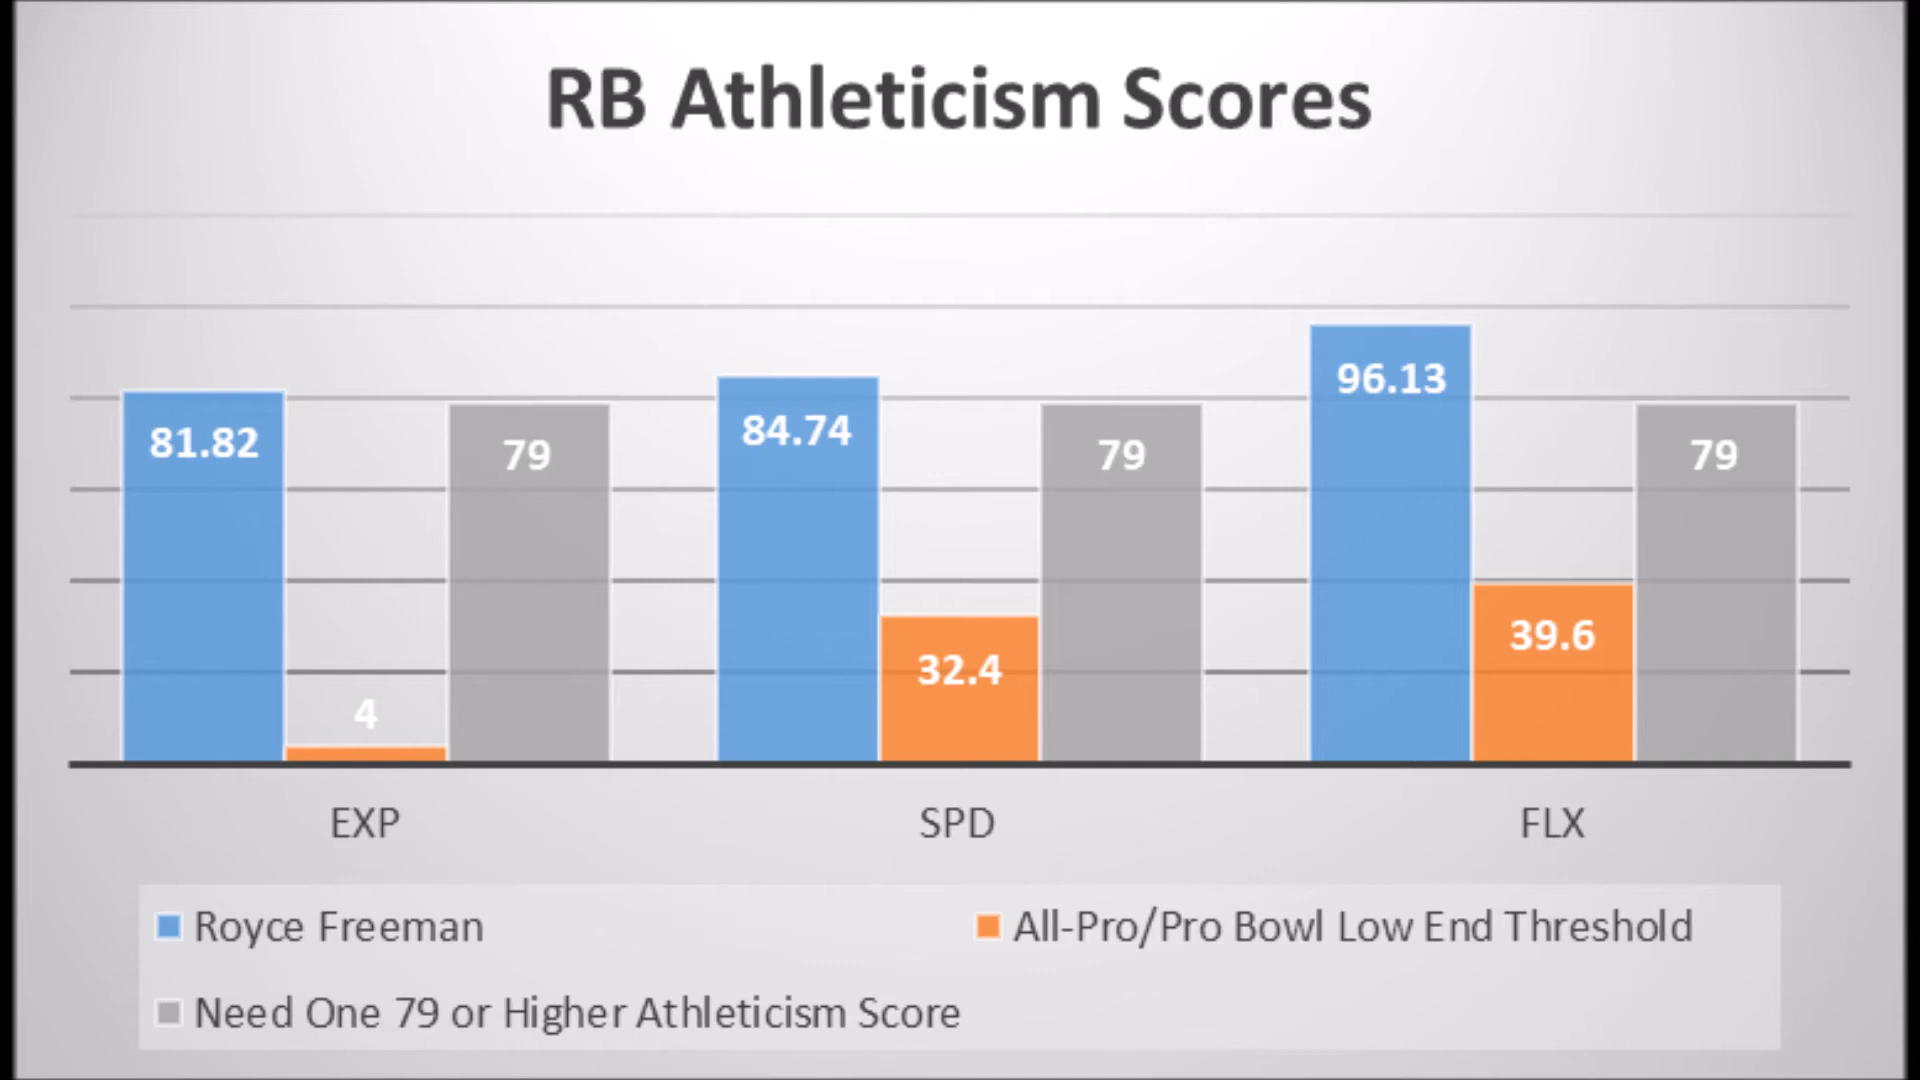 RB Athleticism Scores
96.13
84.74
81.82
79
79
79
39.6
32.4
4
EXP
SPD
FLX
Royce Freeman
All-Pro/Pro Bowl Low End Threshold
Need One 79 or Higher Athleticism Score